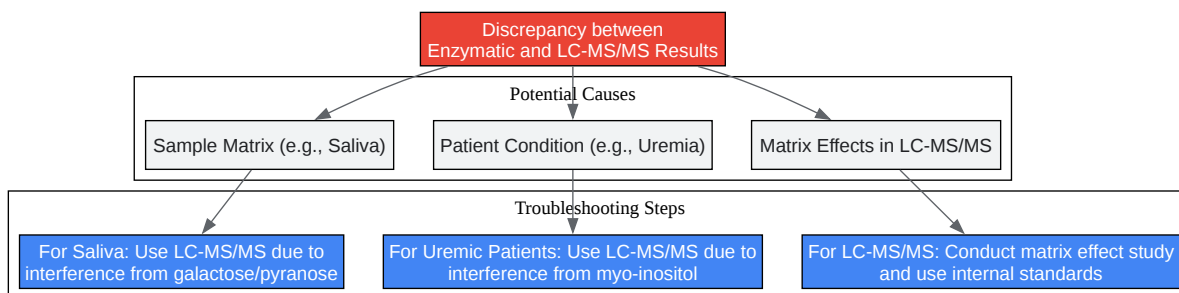 Discrepancy between
Enzymatic and LC-MS/MS Results
Potential Causes
Sample Matrix (e.g., Saliva)
Patient Condition (e.g., Uremia)
Matrix Effects in LC-MS/MS
Troubleshooting Steps
For Saliva: Use LC-MS/MS due to
interference from galactose/pyranose
For Uremic Patients: Use LC-MS/MS due to
interference from myo-inositol
For LC-MS/MS: Conduct matrix effect study
and use internal standards